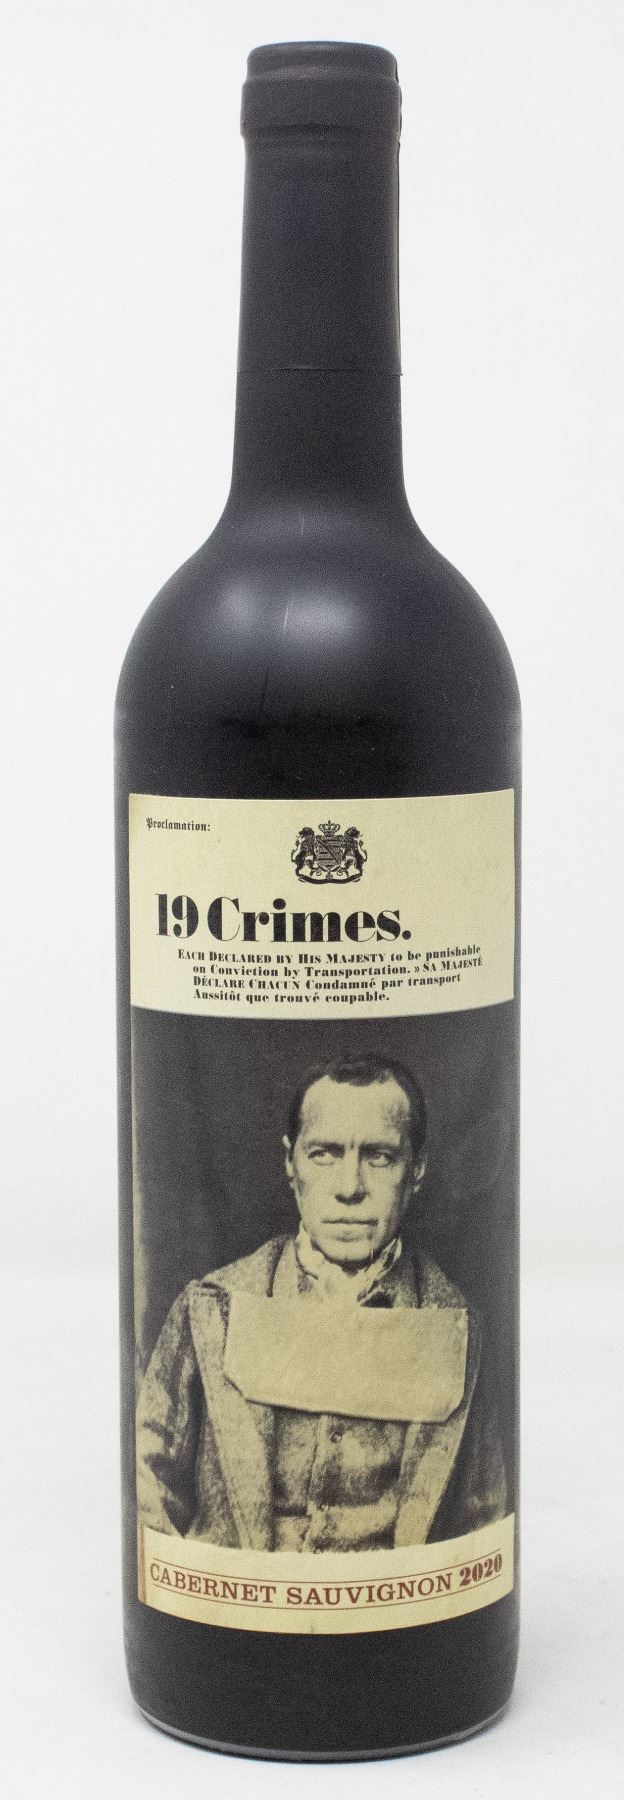 Proclamation:
19 Crimes.
EACH DECLARED BY HIS MAJESTY to be punishable
on Conviction by Transportation. » SA MAJESTÉ
DÉCLARE CHACUN Condamné par transport
Aussitôt que trouvé coupable.
CABERNET SAUVIGNON 2020